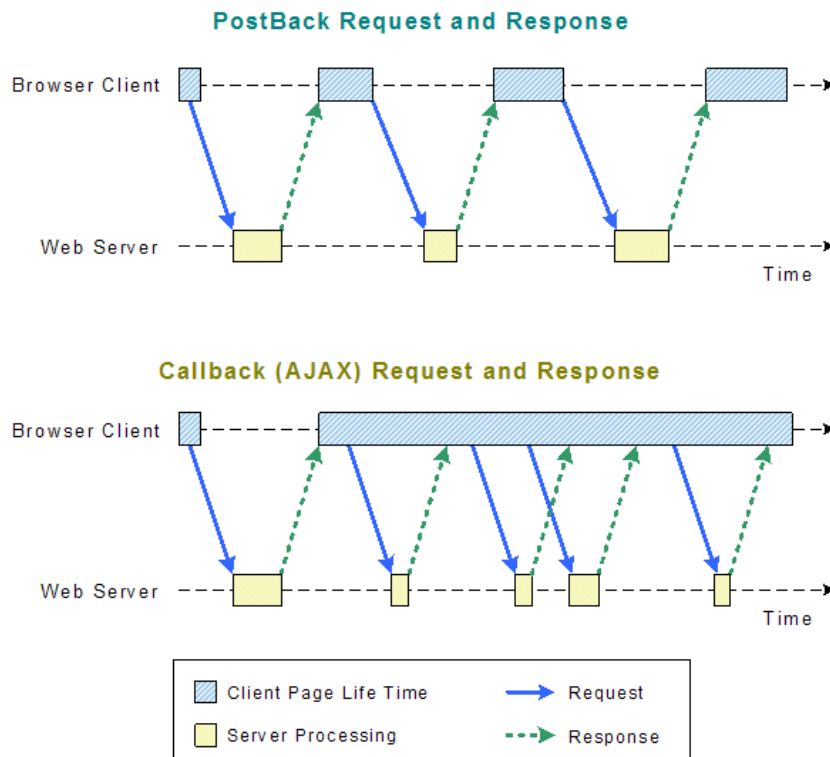 PostBack Request and Response
Browser Client
Web Server
Time
Callback (AJAX) Request and Response
Browser Client
Web Server
Time
Client Page Life Time
Request
Server Processing
Response